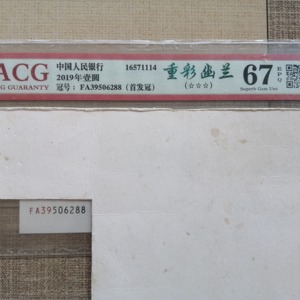 ACG
NG GUARANTY
中国人民银行 16571114
2019年壹圆
冠号：FA39506288（首发冠）
重彩幽兰
(☆☆☆)
67 EPQ
Superb Gem Unc
FA39506288